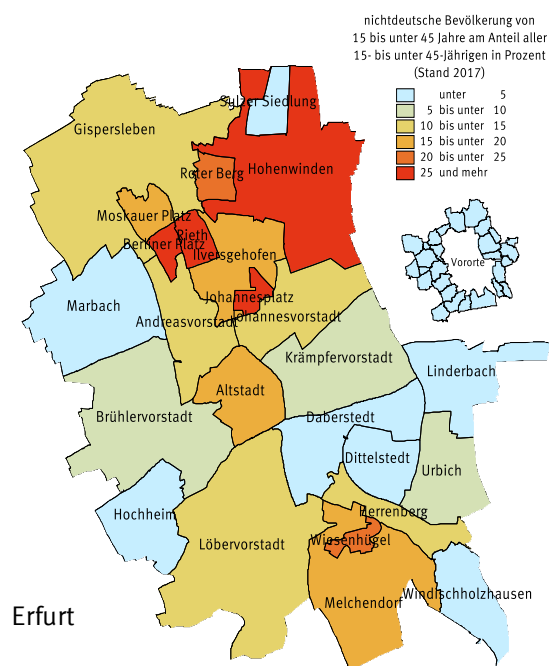 nichtdeutsche Bevölkerung von
15 bis unter 45 Jahre am Anteil aller
15- bis unter 45-Jährigen in Prozent
(Stand 2017)
unter 5
5 bis unter 10
10 bis unter 15
15 bis unter 20
20 bis unter 25
25 und mehr
Sulzer Siedlung
Gispersleben
Hohenwinden
Roter Berg
Moskauer Platz
Rieth
Berliner Platz
Ilversgehofen
Vororte
Marbach
Johannesplatz
Andreasvorstadt
Johannesvorstadt
Krämpfervorstadt
Linderbach
Altstadt
Brühlervorstadt
Daberstedt
Dittelstedt
Urbich
Hochheim
Herrenberg
Löbervorstadt
Wiesenhügel
Melchendorf
Windischholzhausen
Erfurt